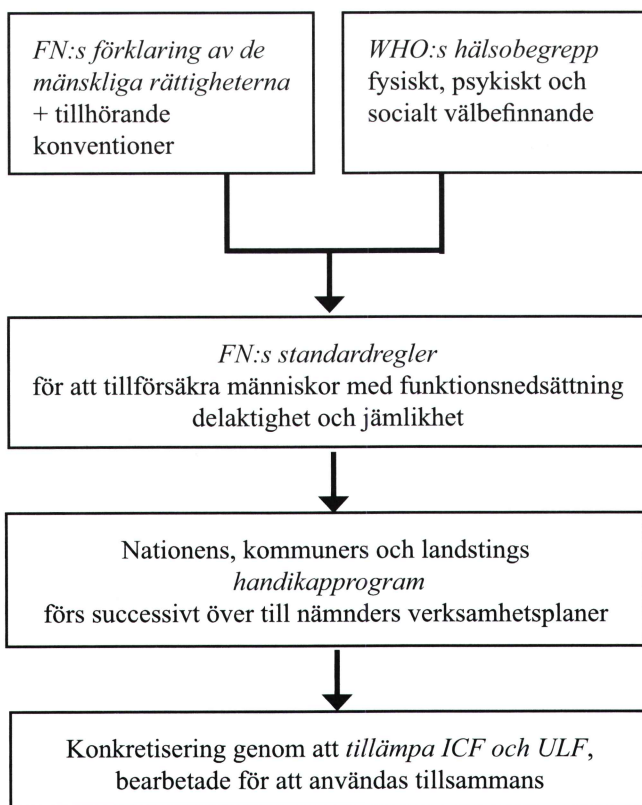 FN:s förklaring av de
mänskliga rättigheterna
+ tillhörande
konventioner
WHO:s hälsobegrepp
fysiskt, psykiskt och
socialt välbefinnande
FN:s standardregler
för att tillförsäkra människor med funktionsnedsättning
delaktighet och jämlikhet
Nationens, kommuners och landstings
handikapprogram
förs successivt över till nämnders verksamhetsplaner
Konkretisering genom att tillämpa ICF och ULF,
bearbetade för att användas tillsammans